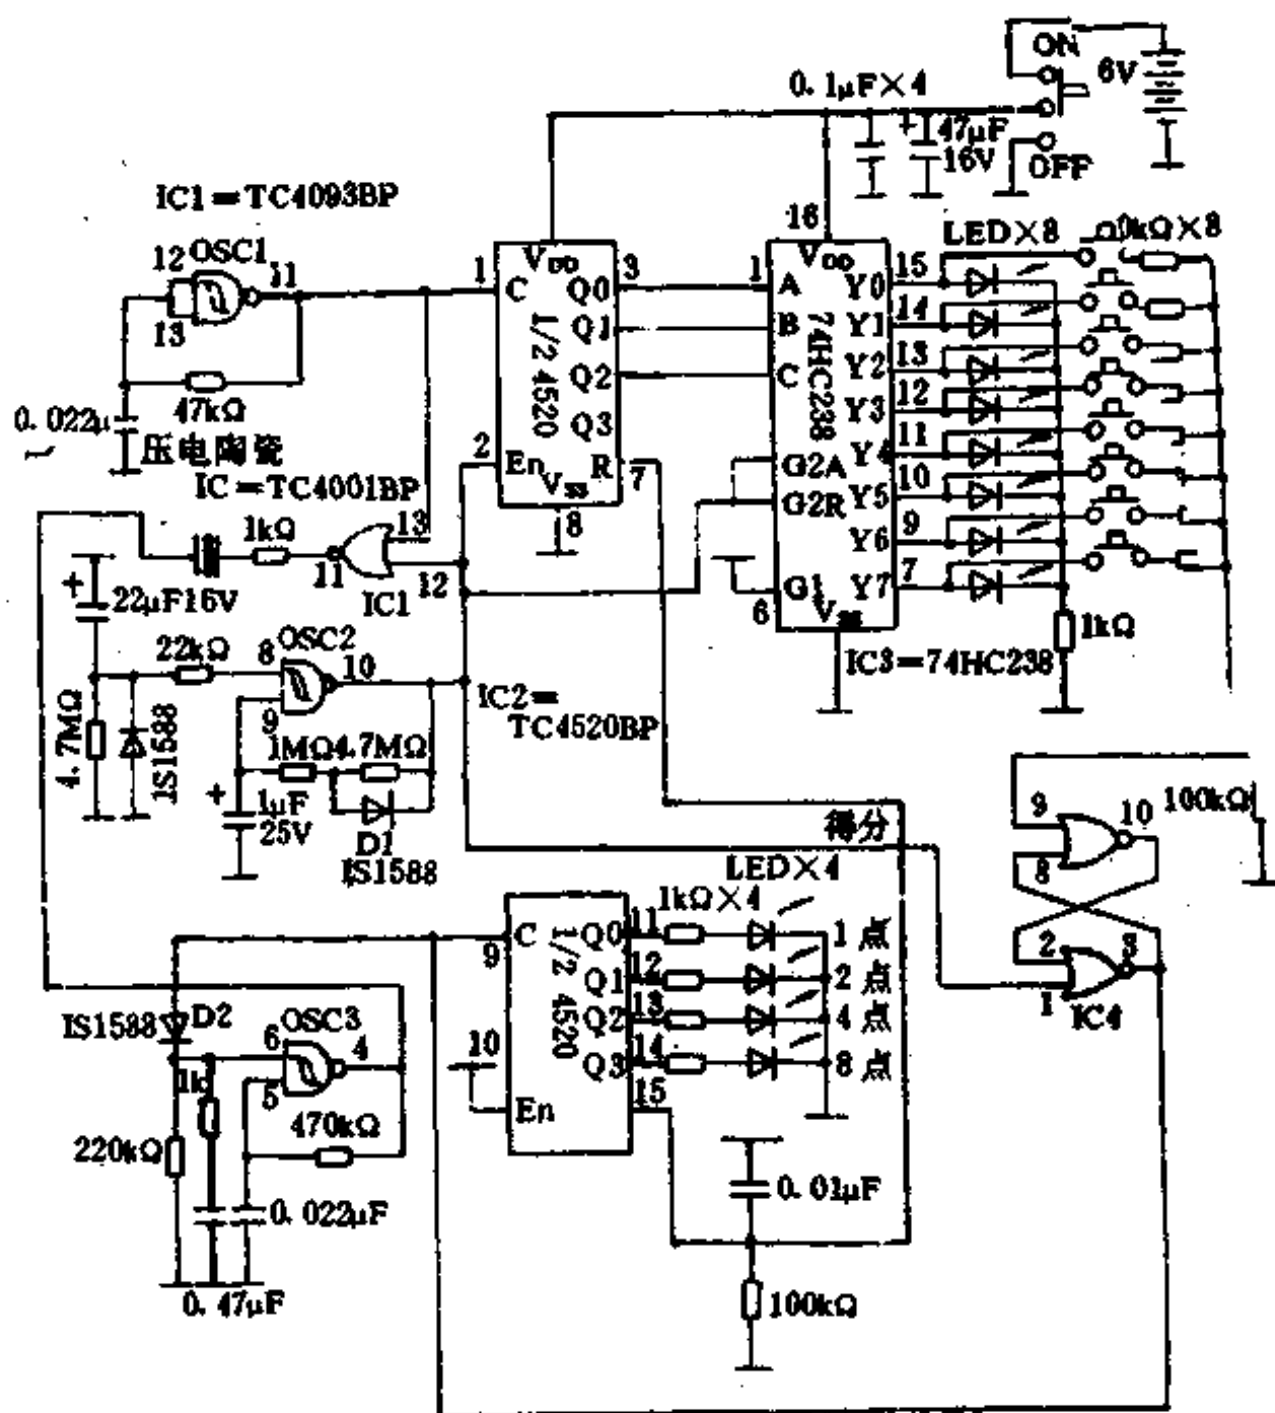 ON
6V
0. 1μF×4
47μF
16V
OFF
IC1=TC4093BP
OSC1
12
13
11
47kΩ
0. 022μ
压电陶瓷
1
C
VDD
Q0
3
Q1
Q2
Q3
1/2 4520
2
En
VSS
R
7
8
16
VDD
1
A
B
C
74HC238
G2A
G2R
G1
6
VSS
Y0
15
Y1
14
Y2
13
Y3
12
Y4
11
Y5
10
Y6
9
Y7
7
LED×8
0kΩ×8
1kΩ
IC3=74HC238
IC=TC4001BP
1kΩ
13
11
12
IC1
22μF16V
22kΩ
OSC2
8
10
9
4.7MΩ
1S1588
1MΩ4.7MΩ
1μF
25V
D1
IS1588
IC2=
TC4520BP
得分
LED×4
1kΩ×4
9
10
8
100kΩ
2
3
1
IC4
9
C
1/2 4520
Q0
11
1点
Q1
12
2点
Q2
13
4点
Q3
14
8点
10
En
15
IS1588
D2
OSC3
6
4
5
1k
470kΩ
220kΩ
0. 022μF
0. 47μF
0. 01μF
100kΩ